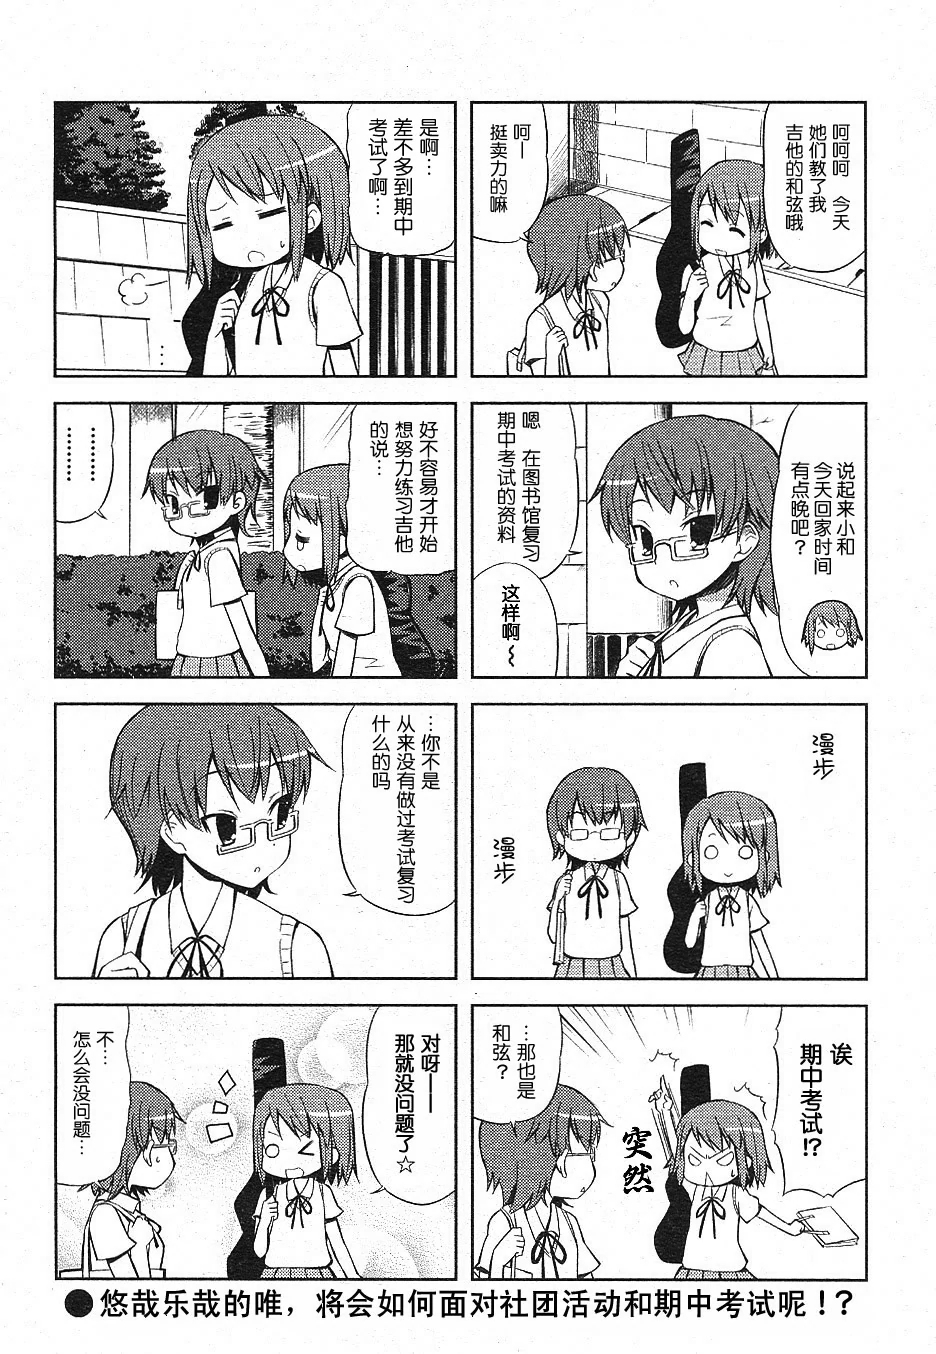 呵呵呵 今天
她们教了我
吉他的和弦哦
呵—
挺卖力的嘛
说起来小和
今天回家时间
有点晚吧？
嗯 在图书馆复习
期中考试的资料
这样啊～
漫步
漫步
诶
期中考试!?
突然
…那也是
和弦？
是啊…
差不多到期中
考试了啊…
…
好不容易才开始
想努力练习吉他
的说…
………
………
…你不是
从来没有做过考试复习
什么的吗
对呀——
那就没问题了☆
不…
怎么会没问题…
●悠哉乐哉的唯，将会如何面对社团活动和期中考试呢！？